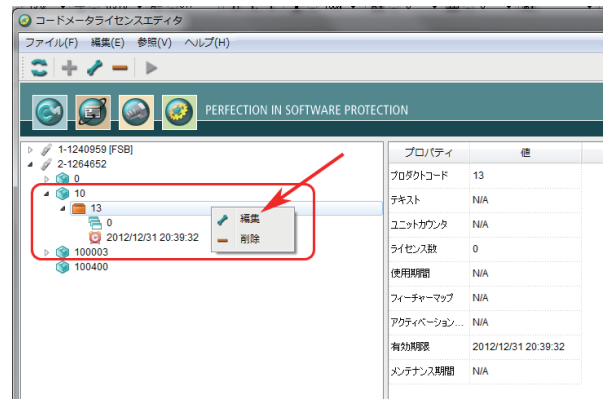 コードメータライセンスエディタ
ファイル(F) 編集(E) 参照(V) ヘルプ(H)
PERFECTION IN SOFTWARE PROTECTION
1-1240959 [FSB]
2-1264652
0
10
13
0
2012/12/31 20:39:32
100003
100400
編集
削除
プロパティ 値
プロダクトコード 13
テキスト N/A
ユニットカウンタ N/A
ライセンス数 0
使用期間 N/A
フィーチャーマップ N/A
アクティベーション... N/A
有効期限 2012/12/31 20:39:32
メンテナンス期間 N/A